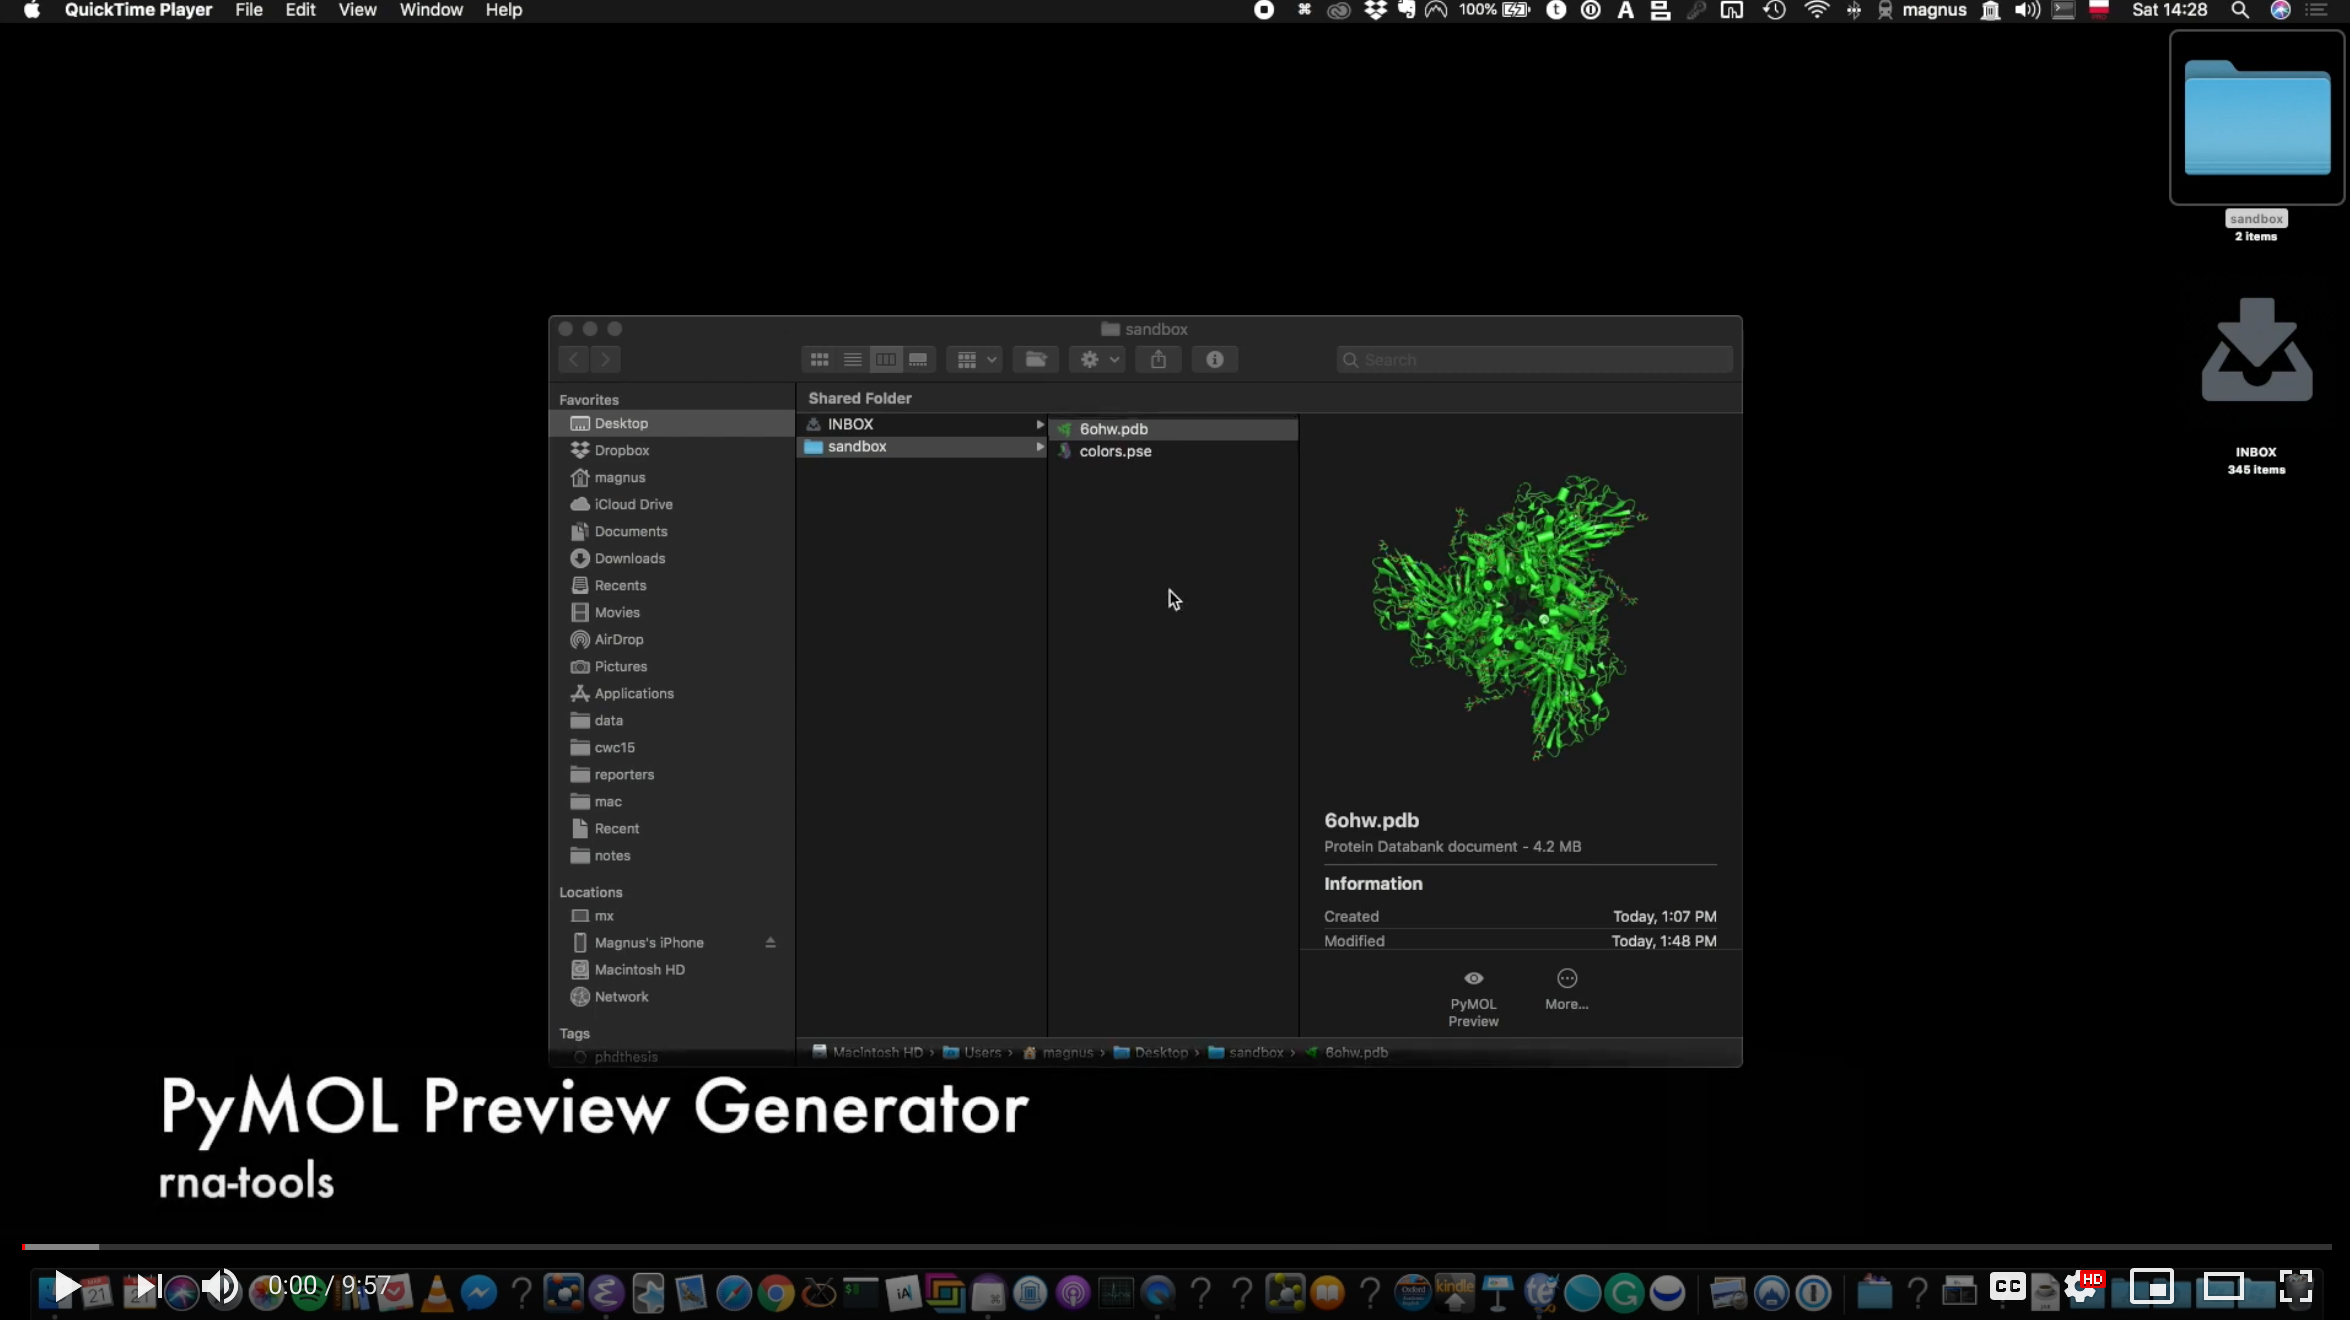 QuickTime Player File Edit View Window Help 100% magnus Sat 14:28
sandbox
2 items
INBOX
345 items
sandbox
Search
Favorites
Desktop
Dropbox
magnus
iCloud Drive
Documents
Downloads
Recents
Movies
AirDrop
Pictures
Applications
data
cwc15
reporters
mac
Recent
notes
Locations
mx
Magnus's iPhone
Macintosh HD
Network
Tags
phdthesis
Shared Folder
INBOX
sandbox
6ohw.pdb
colors.pse
6ohw.pdb
Protein Databank document - 4.2 MB
Information
Created Today, 1:07 PM
Modified Today, 1:48 PM
PyMOL
Preview
More...
Macintosh HD › Users › magnus › Desktop › sandbox › 6ohw.pdb
PyMOL Preview Generator
rna-tools
0:00 / 9:57
CC HD